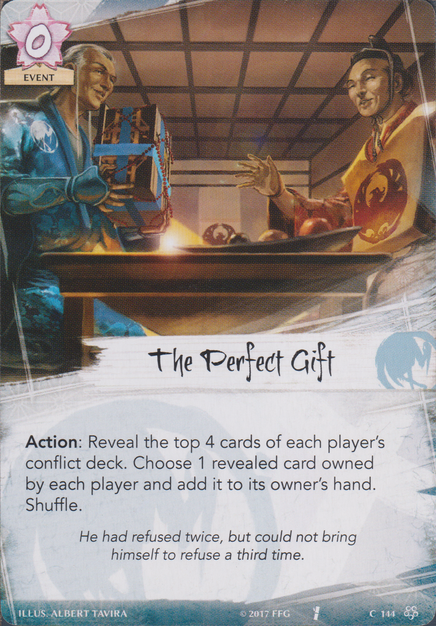 0
EVENT
The Perfect Gift
Action: Reveal the top 4 cards of each player's
conflict deck. Choose 1 revealed card owned
by each player and add it to its owner's hand.
Shuffle.
He had refused twice, but could not bring
himself to refuse a third time.
ILLUS. ALBERT TAVIRA © 2017 FFG C 144